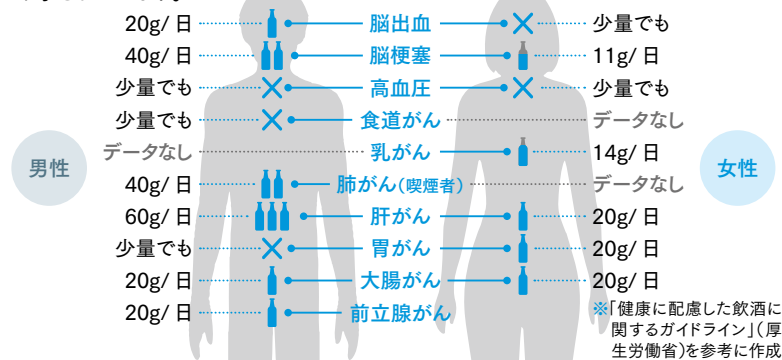 20g/日 脳出血 少量でも
40g/日 脳梗塞 11g/日
少量でも 高血圧 少量でも
少量でも 食道がん データなし
データなし 乳がん 14g/日
男性
女性
40g/日 肺がん(喫煙者) データなし
60g/日 肝がん 20g/日
少量でも 胃がん 20g/日
20g/日 大腸がん 20g/日
20g/日 前立腺がん
※「健康に配慮した飲酒に
関するガイドライン」(厚
生労働省)を参考に作成